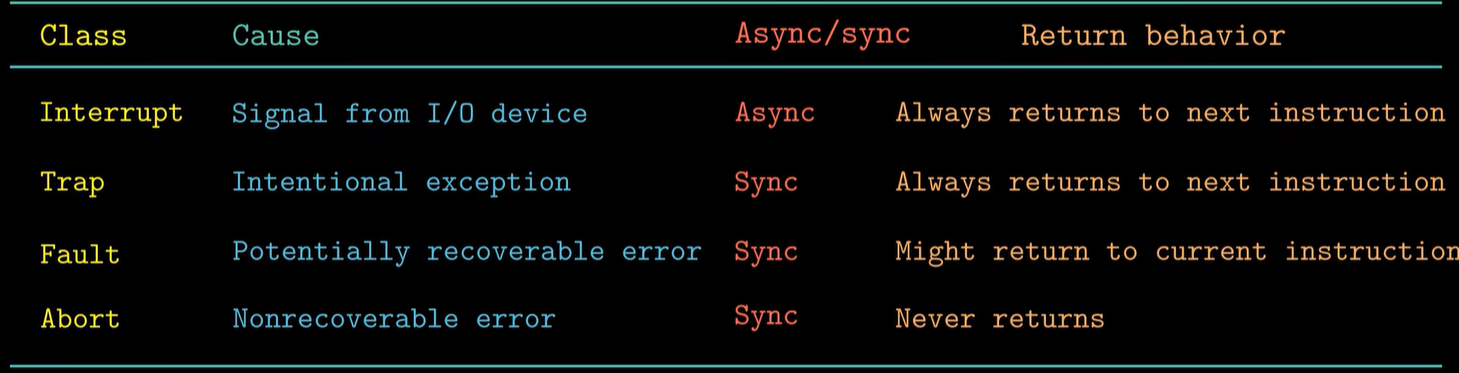 Class Cause Async/sync Return behavior
Interrupt Signal from I/O device Async Always returns to next instruction
Trap Intentional exception Sync Always returns to next instruction
Fault Potentially recoverable error Sync Might return to current instruction
Abort Nonrecoverable error Sync Never returns